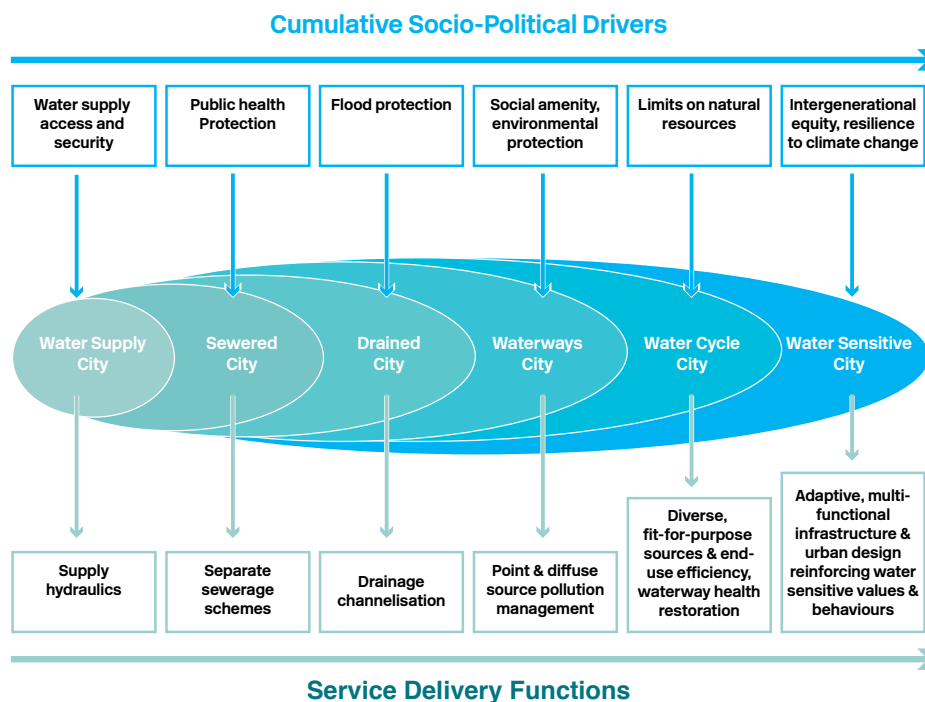 Cumulative Socio-Political Drivers
Water supply
access and
security
Public health
Protection
Flood protection
Social amenity,
environmental
protection
Limits on natural
resources
Intergenerational
equity, resilience
to climate change
Water Supply
City
Sewered
City
Drained
City
Waterways
City
Water Cycle
City
Water Sensitive
City
Supply
hydraulics
Separate
sewerage
schemes
Drainage
channelisation
Point & diffuse
source pollution
management
Diverse,
fit-for-purpose
sources & end-
use efficiency,
waterway health
restoration
Adaptive, multi-
functional
infrastructure &
urban design
reinforcing water
sensitive values &
behaviours
Service Delivery Functions